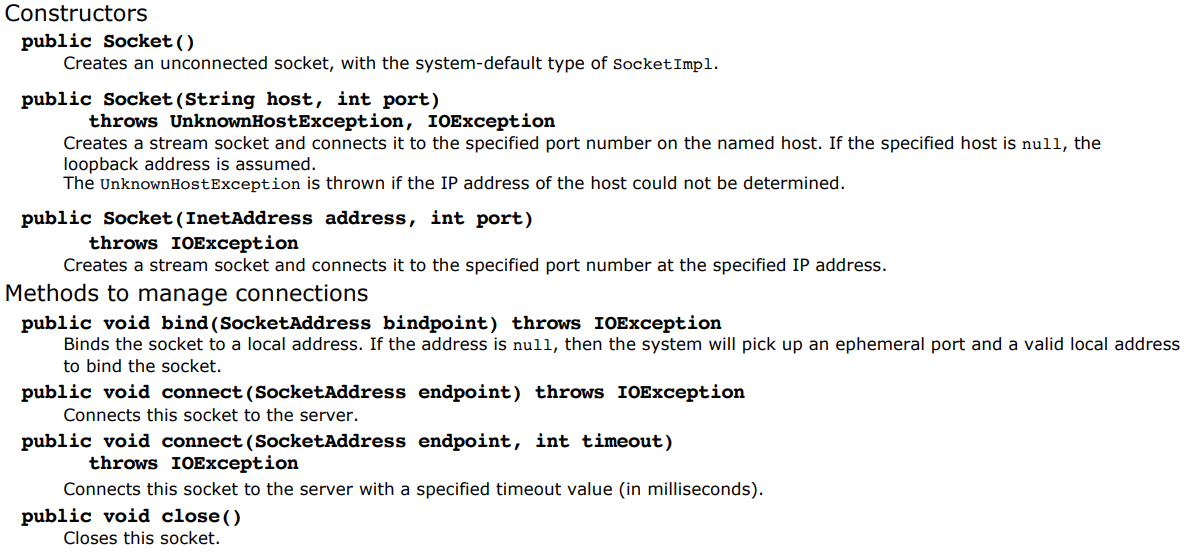 Constructors
public Socket()
Creates an unconnected socket, with the system-default type of SocketImpl.
public Socket(String host, int port)
throws UnknownHostException, IOException
Creates a stream socket and connects it to the specified port number on the named host. If the specified host is null, the
loopback address is assumed.
The UnknownHostException is thrown if the IP address of the host could not be determined.
public Socket(InetAddress address, int port)
throws IOException
Creates a stream socket and connects it to the specified port number at the specified IP address.
Methods to manage connections
public void bind(SocketAddress bindpoint) throws IOException
Binds the socket to a local address. If the address is null, then the system will pick up an ephemeral port and a valid local address
to bind the socket.
public void connect(SocketAddress endpoint) throws IOException
Connects this socket to the server.
public void connect(SocketAddress endpoint, int timeout)
throws IOException
Connects this socket to the server with a specified timeout value (in milliseconds).
public void close()
Closes this socket.